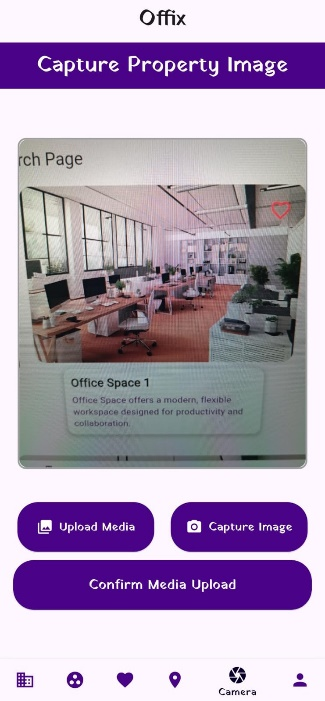 Offix
Capture Property Image
rch Page
Office Space 1
Office Space offers a modern, flexible
workspace designed for productivity and
collaboration.
Upload Media
Capture Image
Confirm Media Upload
Camera